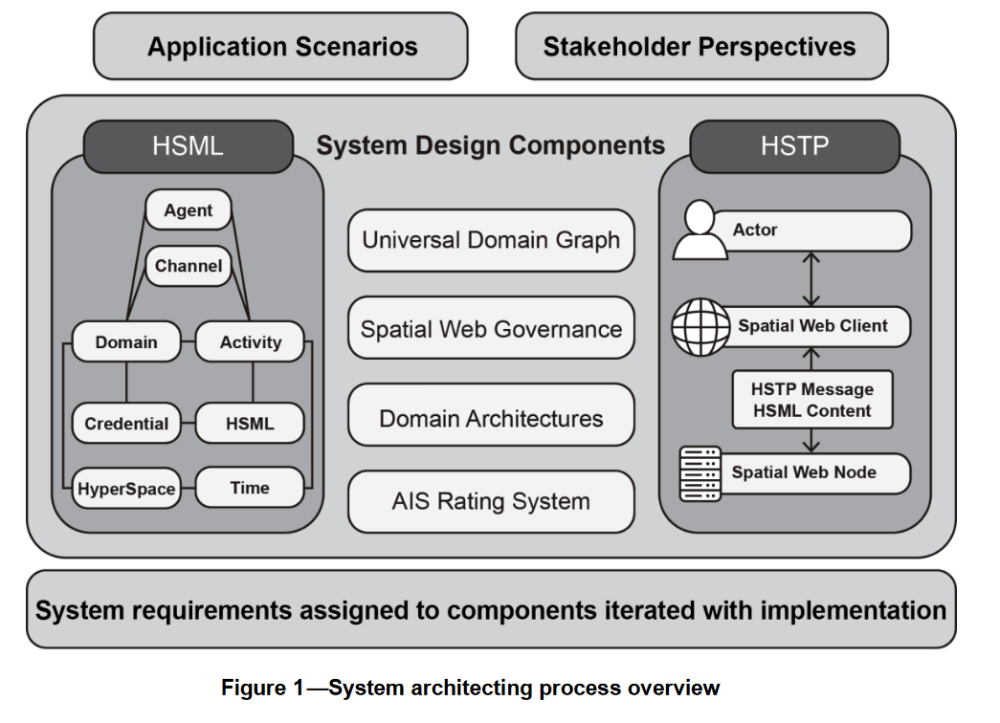 Application Scenarios
Stakeholder Perspectives
System Design Components
HSML
Agent
Channel
Domain
Activity
Credential
HSML
HyperSpace
Time
Universal Domain Graph
Spatial Web Governance
Domain Architectures
AIS Rating System
HSTP
Actor
Spatial Web Client
HSTP Message
HSML Content
Spatial Web Node
System requirements assigned to components iterated with implementation
Figure 1—System architecting process overview